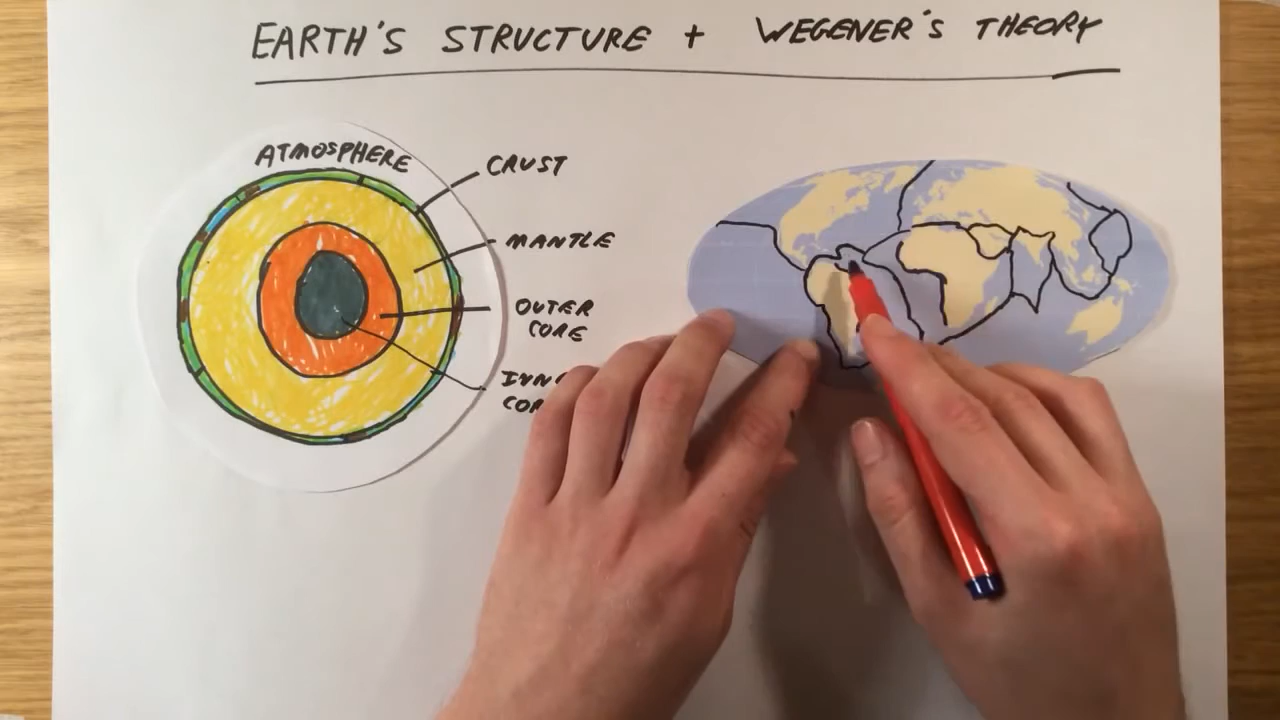 EARTH'S STRUCTURE + WEGENER'S THEORY
ATMOSPHERE
CRUST
MANTLE
OUTER
CORE